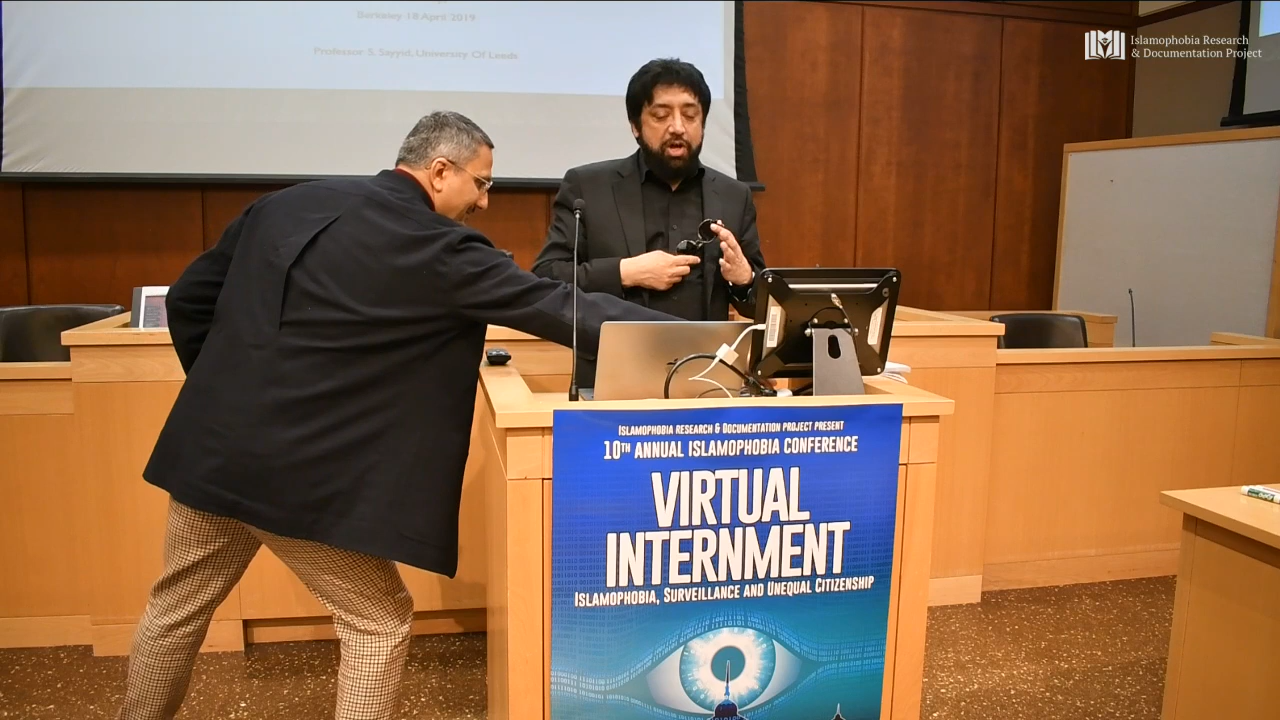 Berkeley 18 April 2019
Professor S. Sayyid, University Of Leeds
Islamophobia Research
& Documentation Project
Islamophobia Research & Documentation Project Present
10TH Annual Islamophobia Conference
VIRTUAL
INTERNMENT
Islamophobia, Surveillance and Unequal Citizenship